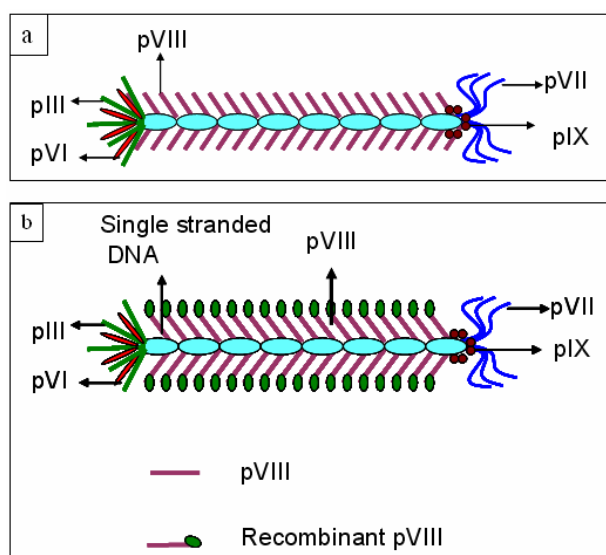 a
pVIII
pIII
pVII
pVI
pIX
b
Single stranded
DNA
pVIII
pIII
pVII
pVI
pIX
pVIII
Recombinant pVIII